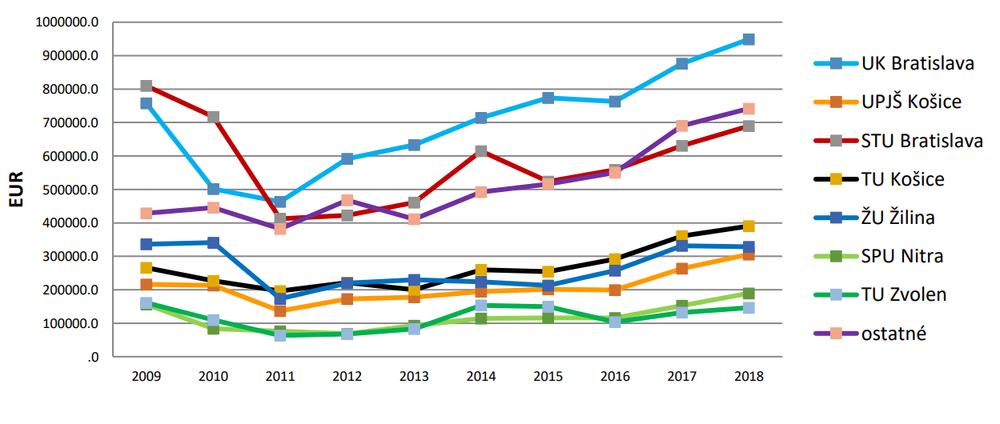 1000000.0
900000.0
800000.0
700000.0
600000.0
500000.0
400000.0
300000.0
200000.0
100000.0
.0
EUR
2009 2010 2011 2012 2013 2014 2015 2016 2017 2018
UK Bratislava
UPJŠ Košice
STU Bratislava
TU Košice
ŽU Žilina
SPU Nitra
TU Zvolen
ostatné